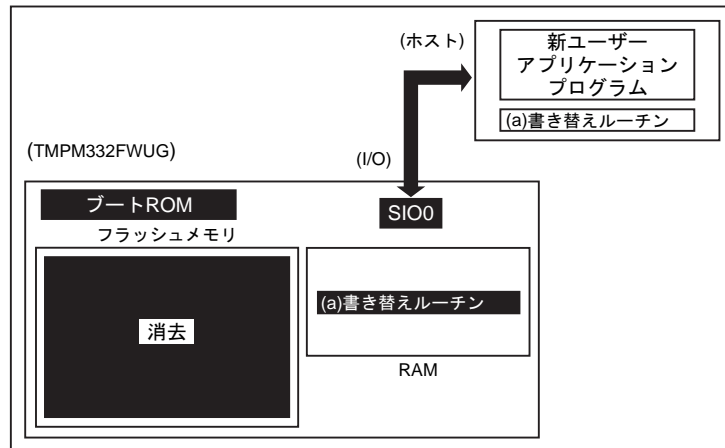 (ホスト)
新ユーザー
アプリケーション
プログラム
(a)書き替えルーチン
(TMPM332FWUG)
(I/O)
ブートROM
SIO0
フラッシュメモリ
消去
(a)書き替えルーチン
RAM